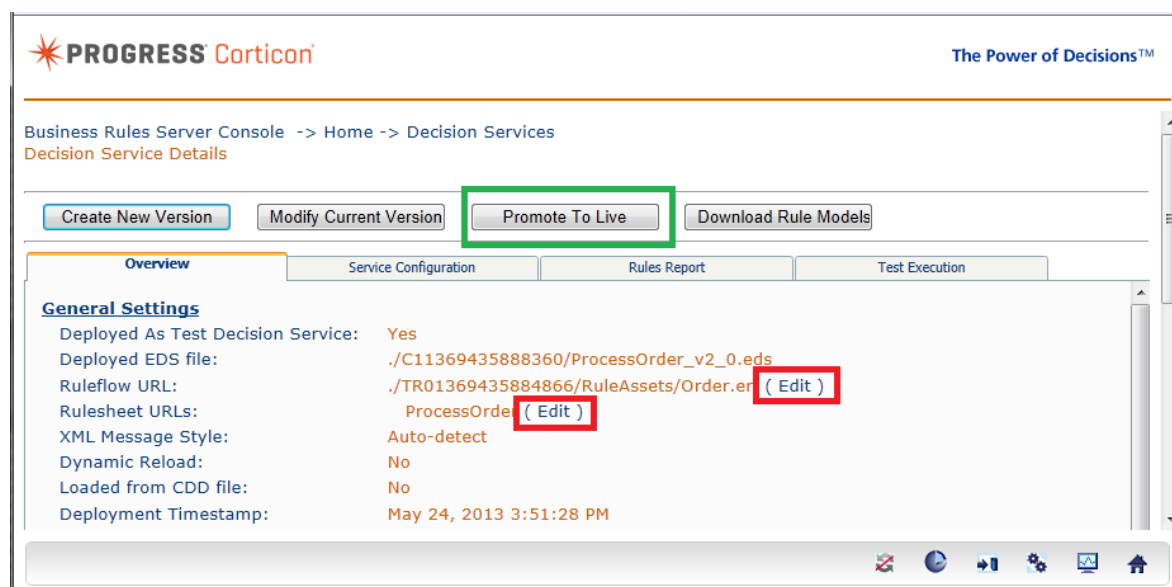 PROGRESS Corticon
The Power of Decisions™
Business Rules Server Console -> Home -> Decision Services
Decision Service Details
Create New Version Modify Current Version Promote To Live Download Rule Models
Overview Service Configuration Rules Report Test Execution
General Settings
Deployed As Test Decision Service: Yes
Deployed EDS file: ./C11369435888360/ProcessOrder_v2_0.eds
Ruleflow URL: ./TR01369435884866/RuleAssets/Order.er ( Edit )
Rulesheet URLs: ProcessOrder ( Edit )
XML Message Style: Auto-detect
Dynamic Reload: No
Loaded from CDD file: No
Deployment Timestamp: May 24, 2013 3:51:28 PM